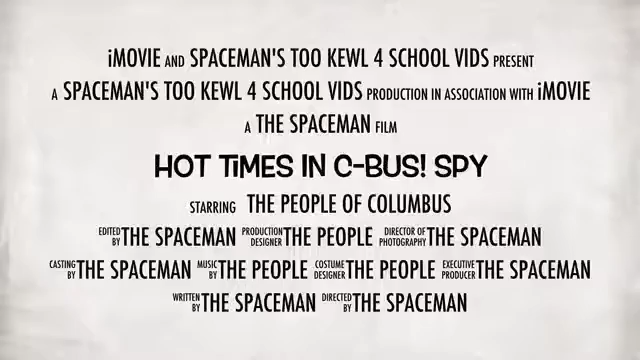 iMOVIE AND SPACEMAN'S TOO KEWL 4 SCHOOL VIDS PRESENT
A SPACEMAN'S TOO KEWL 4 SCHOOL VIDS PRODUCTION IN ASSOCIATION WITH iMOVIE
A THE SPACEMAN FILM
HOT TiMES IN C-BUS! SPY
STARRING THE PEOPLE OF COLUMBUS
EDITED BY THE SPACEMAN PRODUCTION DESIGNER THE PEOPLE DIRECTOR OF PHOTOGRAPHY THE SPACEMAN
CASTING BY THE SPACEMAN MUSIC BY THE PEOPLE COSTUME DESIGNER THE PEOPLE EXECUTIVE PRODUCER THE SPACEMAN
WRITTEN BY THE SPACEMAN DIRECTED BY THE SPACEMAN